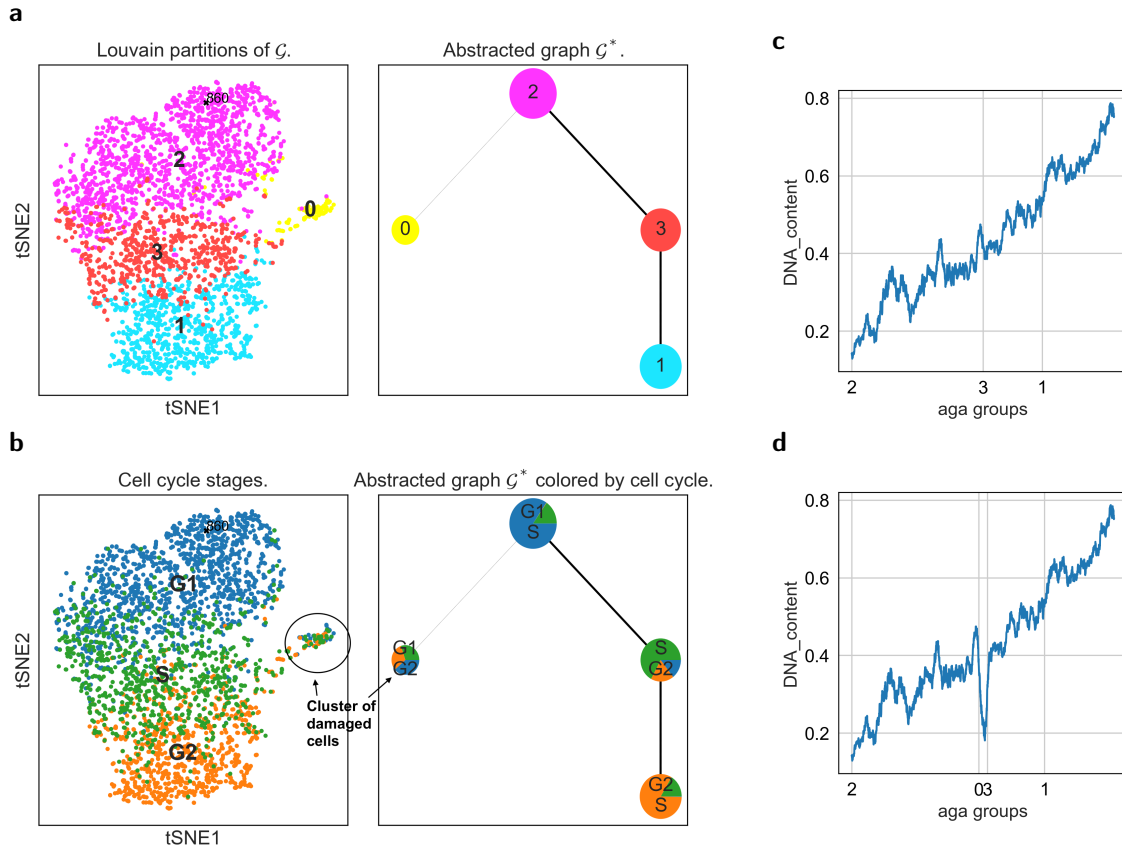 a
Louvain partitions of 𝒢.
860
2
0
3
1
tSNE2
tSNE1
Abstracted graph 𝒢*.
2
0
3
1
c
0.8
0.6
0.4
0.2
DNA_content
2 3 1
aga groups
b
Cell cycle stages.
860
G1
S
G2
tSNE2
tSNE1
Cluster of
damaged
cells
Abstracted graph 𝒢* colored by cell cycle.
G1
S
G1
G2
S
G2
G2
S
d
0.8
0.6
0.4
0.2
DNA_content
2 03 1
aga groups